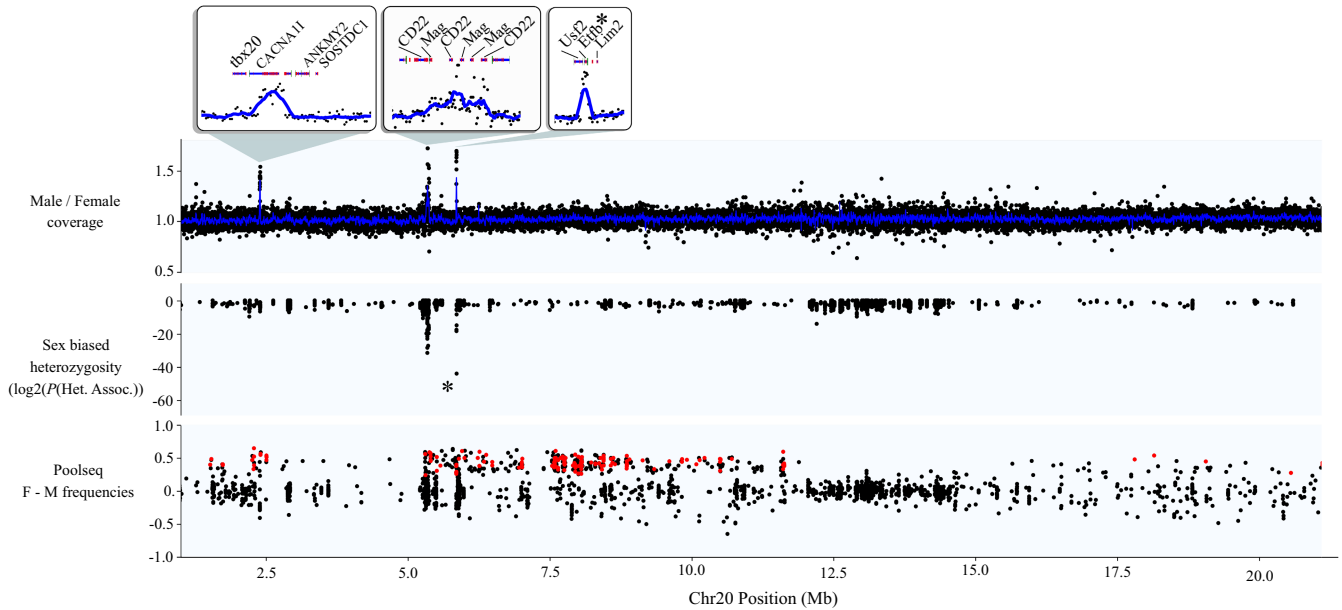 tbx20
CACNA1I
ANKMY2
SOSTDC1
CD22
Mag
CD22
Mag
Mag
CD22
Usf2
Etfb*
Lim2
Male / Female
coverage
1.5
1.0
0.5
Sex biased
heterozygosity
(log2(P(Het. Assoc.))
0
-20
-40
-60
*
Poolseq
F - M frequencies
1.0
0.5
0.
-0.5
-1.0
2.5 5.0 7.5 10.0 12.5 15.0 17.5 20.0
Chr20 Position (Mb)